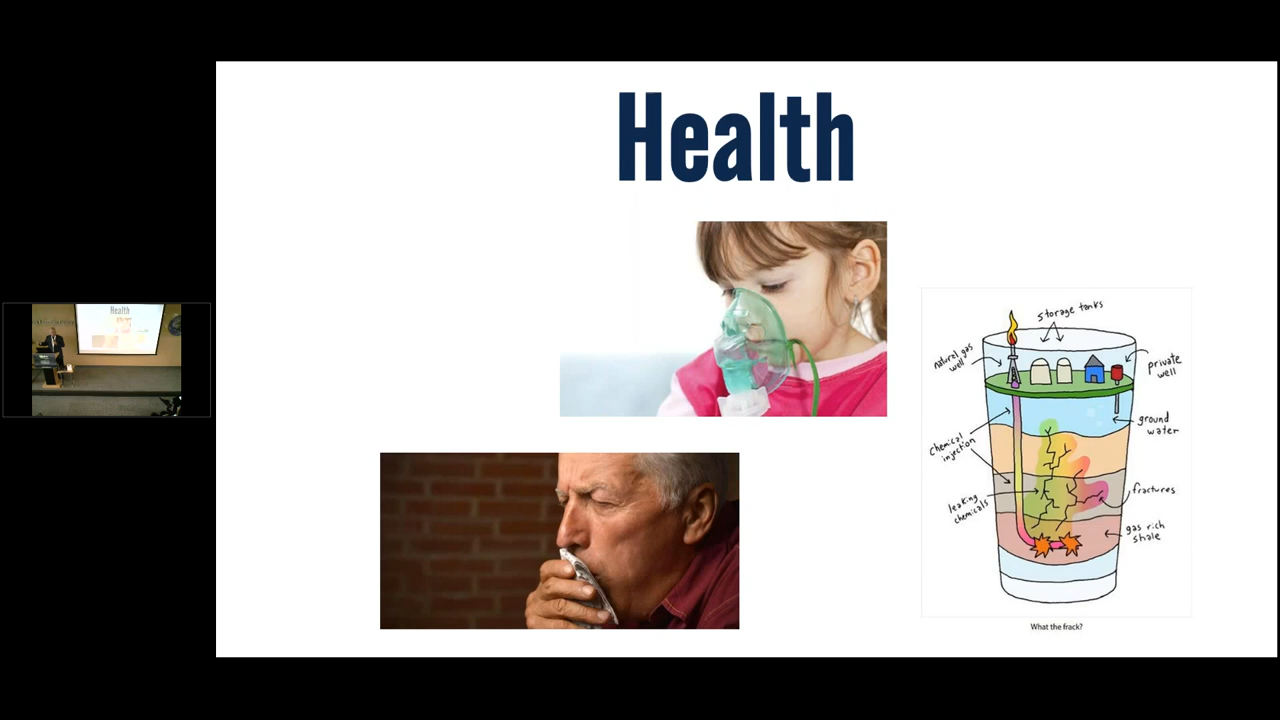 Health
storage tanks
natural gas
well
private
well
ground
water
chemical
injection
leaking
chemicals
fractures
gas rich
shale
What the frack?
Health